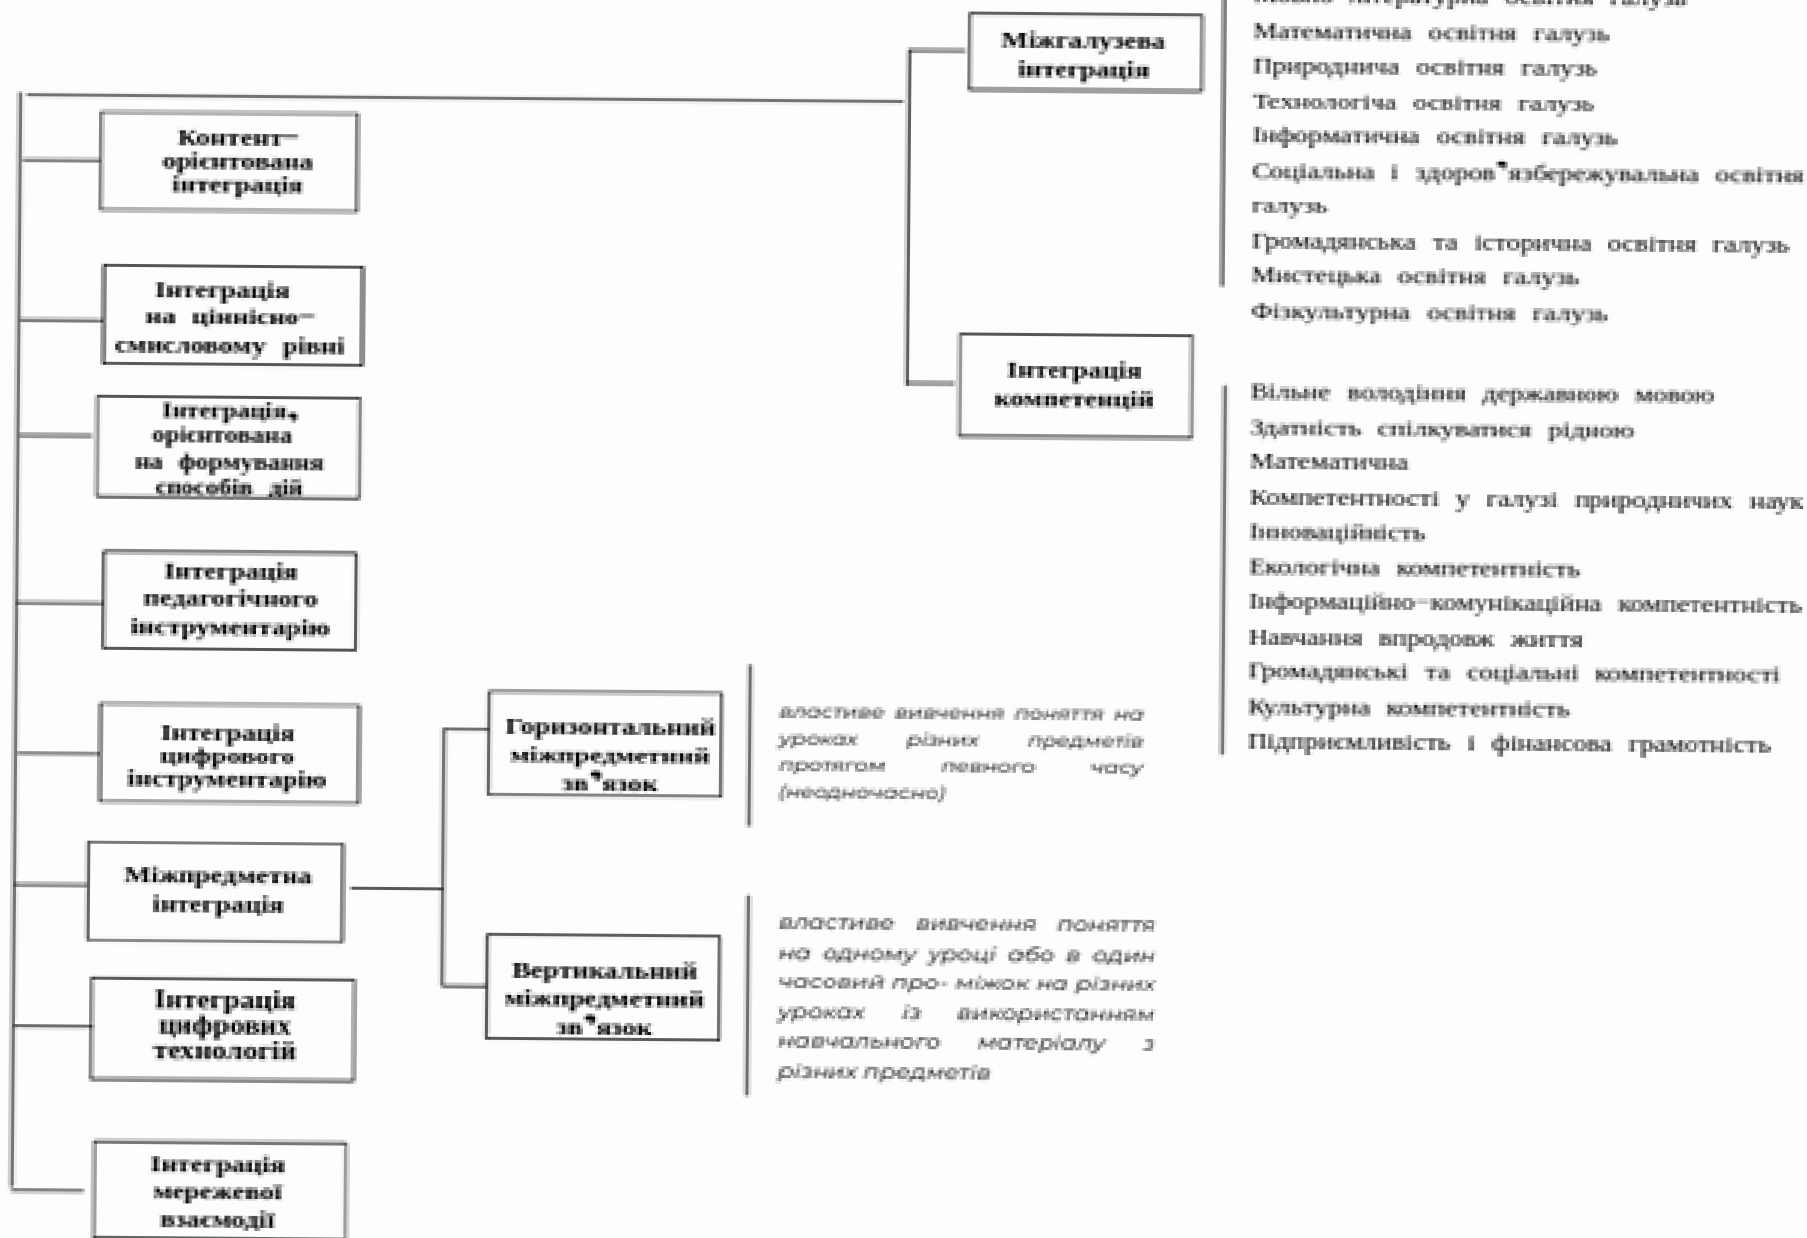 Міжгалузева
інтеграція
освітня галузь
Математична освітня галузь
Природнича освітня галузь
Технологіча освітня галузь
Інформатична освітня галузь
Соціальна і здоров’язбережувальна освітня
галузь
Громадянська та історична освітня галузь
Мистецька освітня галузь
Фізкультурна освітня галузь
Інтеграція
компетенцій
Вільне володіння державною мовою
Здатність спілкуватися рідною
Математична
Компетентності у галузі природничих наук
Інноваційність
Екологічна компетентність
Інформаційно-комунікаційна компетентність
Навчання впродовж життя
Громадянські та соціальні компетентності
Культурна компетентність
Підприємливість і фінансова грамотність
Контент-
орієнтована
інтеграція
Інтеграція
на ціннісно-
смисловому рівні
Інтеграція,
орієнтована
на формування
способів дій
Інтеграція
педагогічного
інструментарію
Інтеграція
цифрового
інструментарію
Міжпредметна
інтеграція
Горизонтальний
міжпредметний
зв’язок
властиве вивчення поняття на
уроках різних предметів
протягом певного часу
(неодночасно)
Вертикальний
міжпредметний
зв’язок
властиве вивчення поняття
на одному уроці або в один
часовий про- міжок на різних
уроках із використанням
навчального матеріалу з
різних предметів
Інтеграція
цифрових
технологій
Інтеграція
мережевої
взаємодії